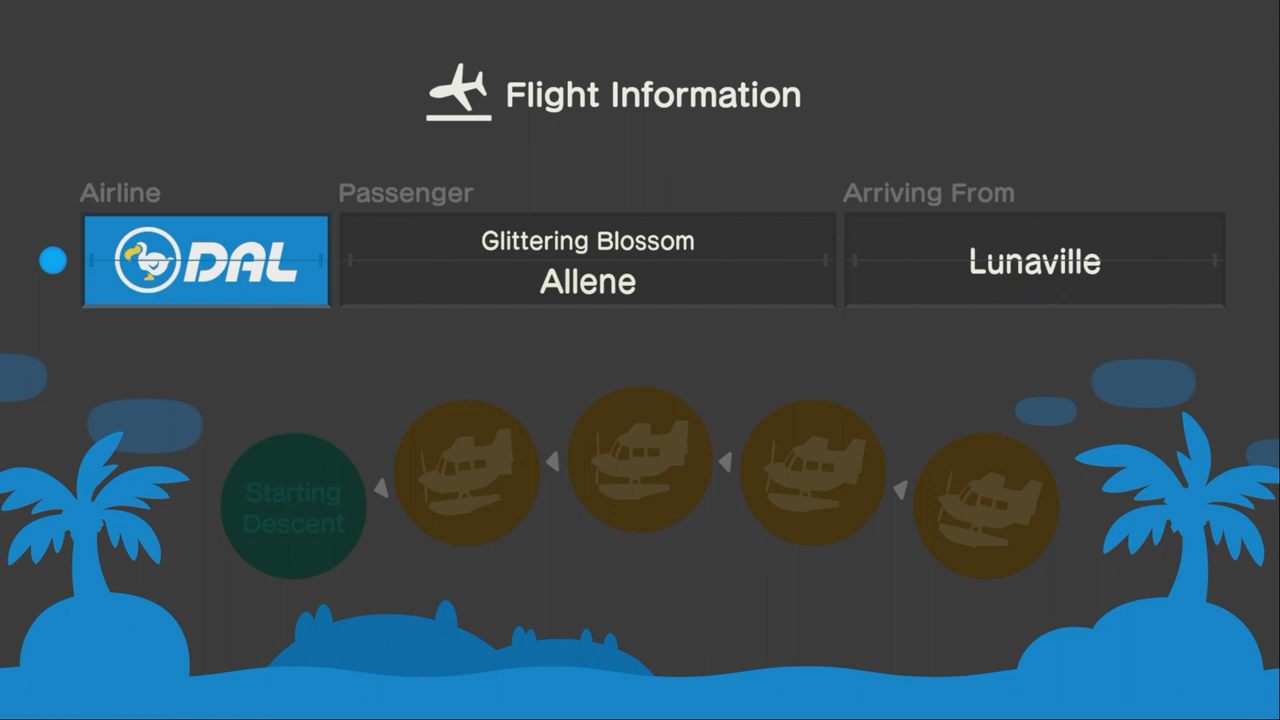 Flight Information
Airline
Passenger
Arriving From
DAL
Glittering Blossom
Allene
Lunaville
Starting
Descent